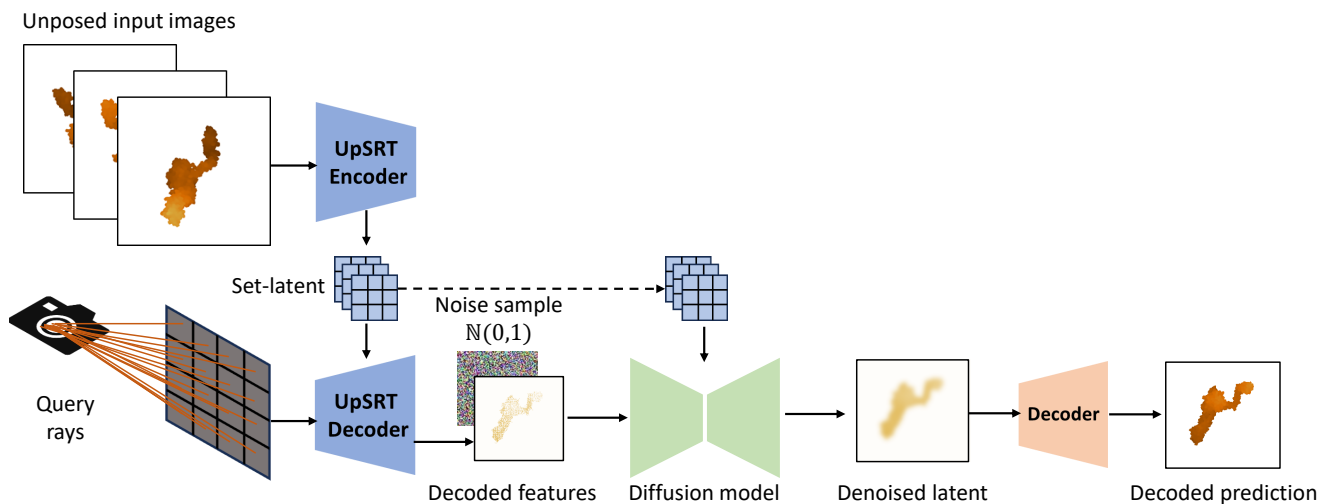 Unposed input images
UpSRT
Encoder
Set-latent
Noise sample
ℕ(0,1)
Query
rays
UpSRT
Decoder
Decoder
Decoded features
Diffusion model
Denoised latent
Decoded prediction